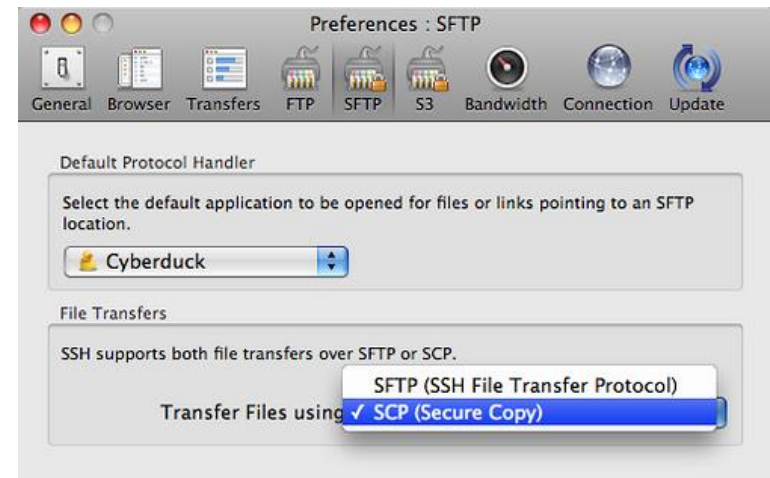 Preferences : SFTP
General Browser Transfers FTP SFTP S3 Bandwidth Connection Update
Default Protocol Handler
Select the default application to be opened for files or links pointing to an SFTP
location.
Cyberduck
File Transfers
SSH supports both file transfers over SFTP or SCP.
SFTP (SSH File Transfer Protocol)
Transfer Files using ✓ SCP (Secure Copy)